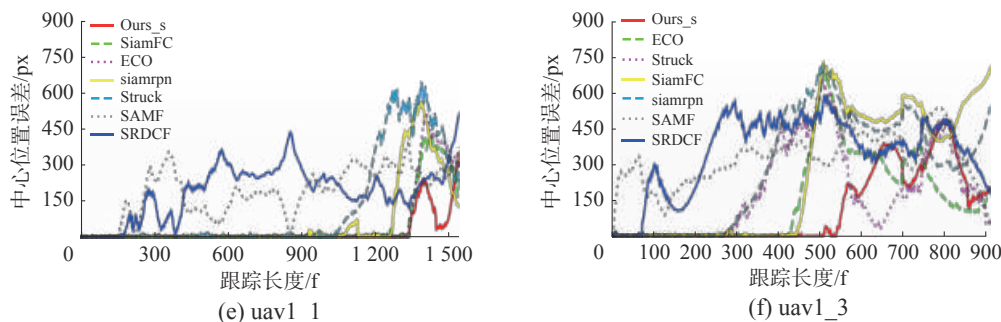 900
750
600
450
300
150
中心位置误差/px
Ours_s
SiamFC
ECO
siamrpn
Struck
SAMF
SRDCF
0 300 600 900 1 200 1 500
跟踪长度/f
(e) uav1_1
900
750
600
450
300
150
中心位置误差/px
Ours_s
ECO
Struck
SiamFC
siamrpn
SAMF
SRDCF
0 100 200 300 400 500 600 700 800 900
跟踪长度/f
(f) uav1_3